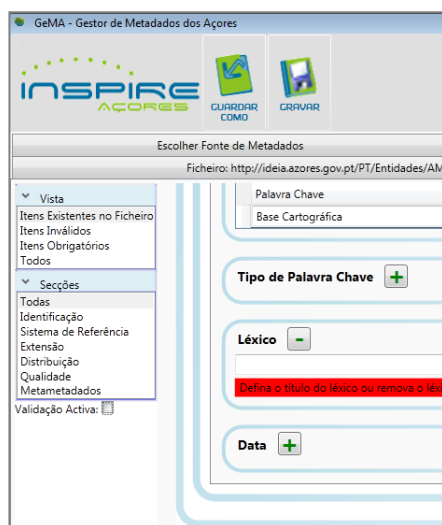 GeMA - Gestor de Metadados dos Açores
INSPIRE
AÇORES
GUARDAR
COMO
GRAVAR
Escolher Fonte de Metadados
Ficheiro: http://ideia.azores.gov.pt/PT/Entidades/AM
Vista
Itens Existentes no Ficheiro
Itens Inválidos
Itens Obrigatórios
Todos
Secções
Todas
Identificação
Sistema de Referência
Extensão
Distribuição
Qualidade
Metametadados
Validação Activa:
Palavra Chave
Base Cartográfica
Tipo de Palavra Chave +
Léxico -
Defina o título do léxico ou remova o léxi
Data +